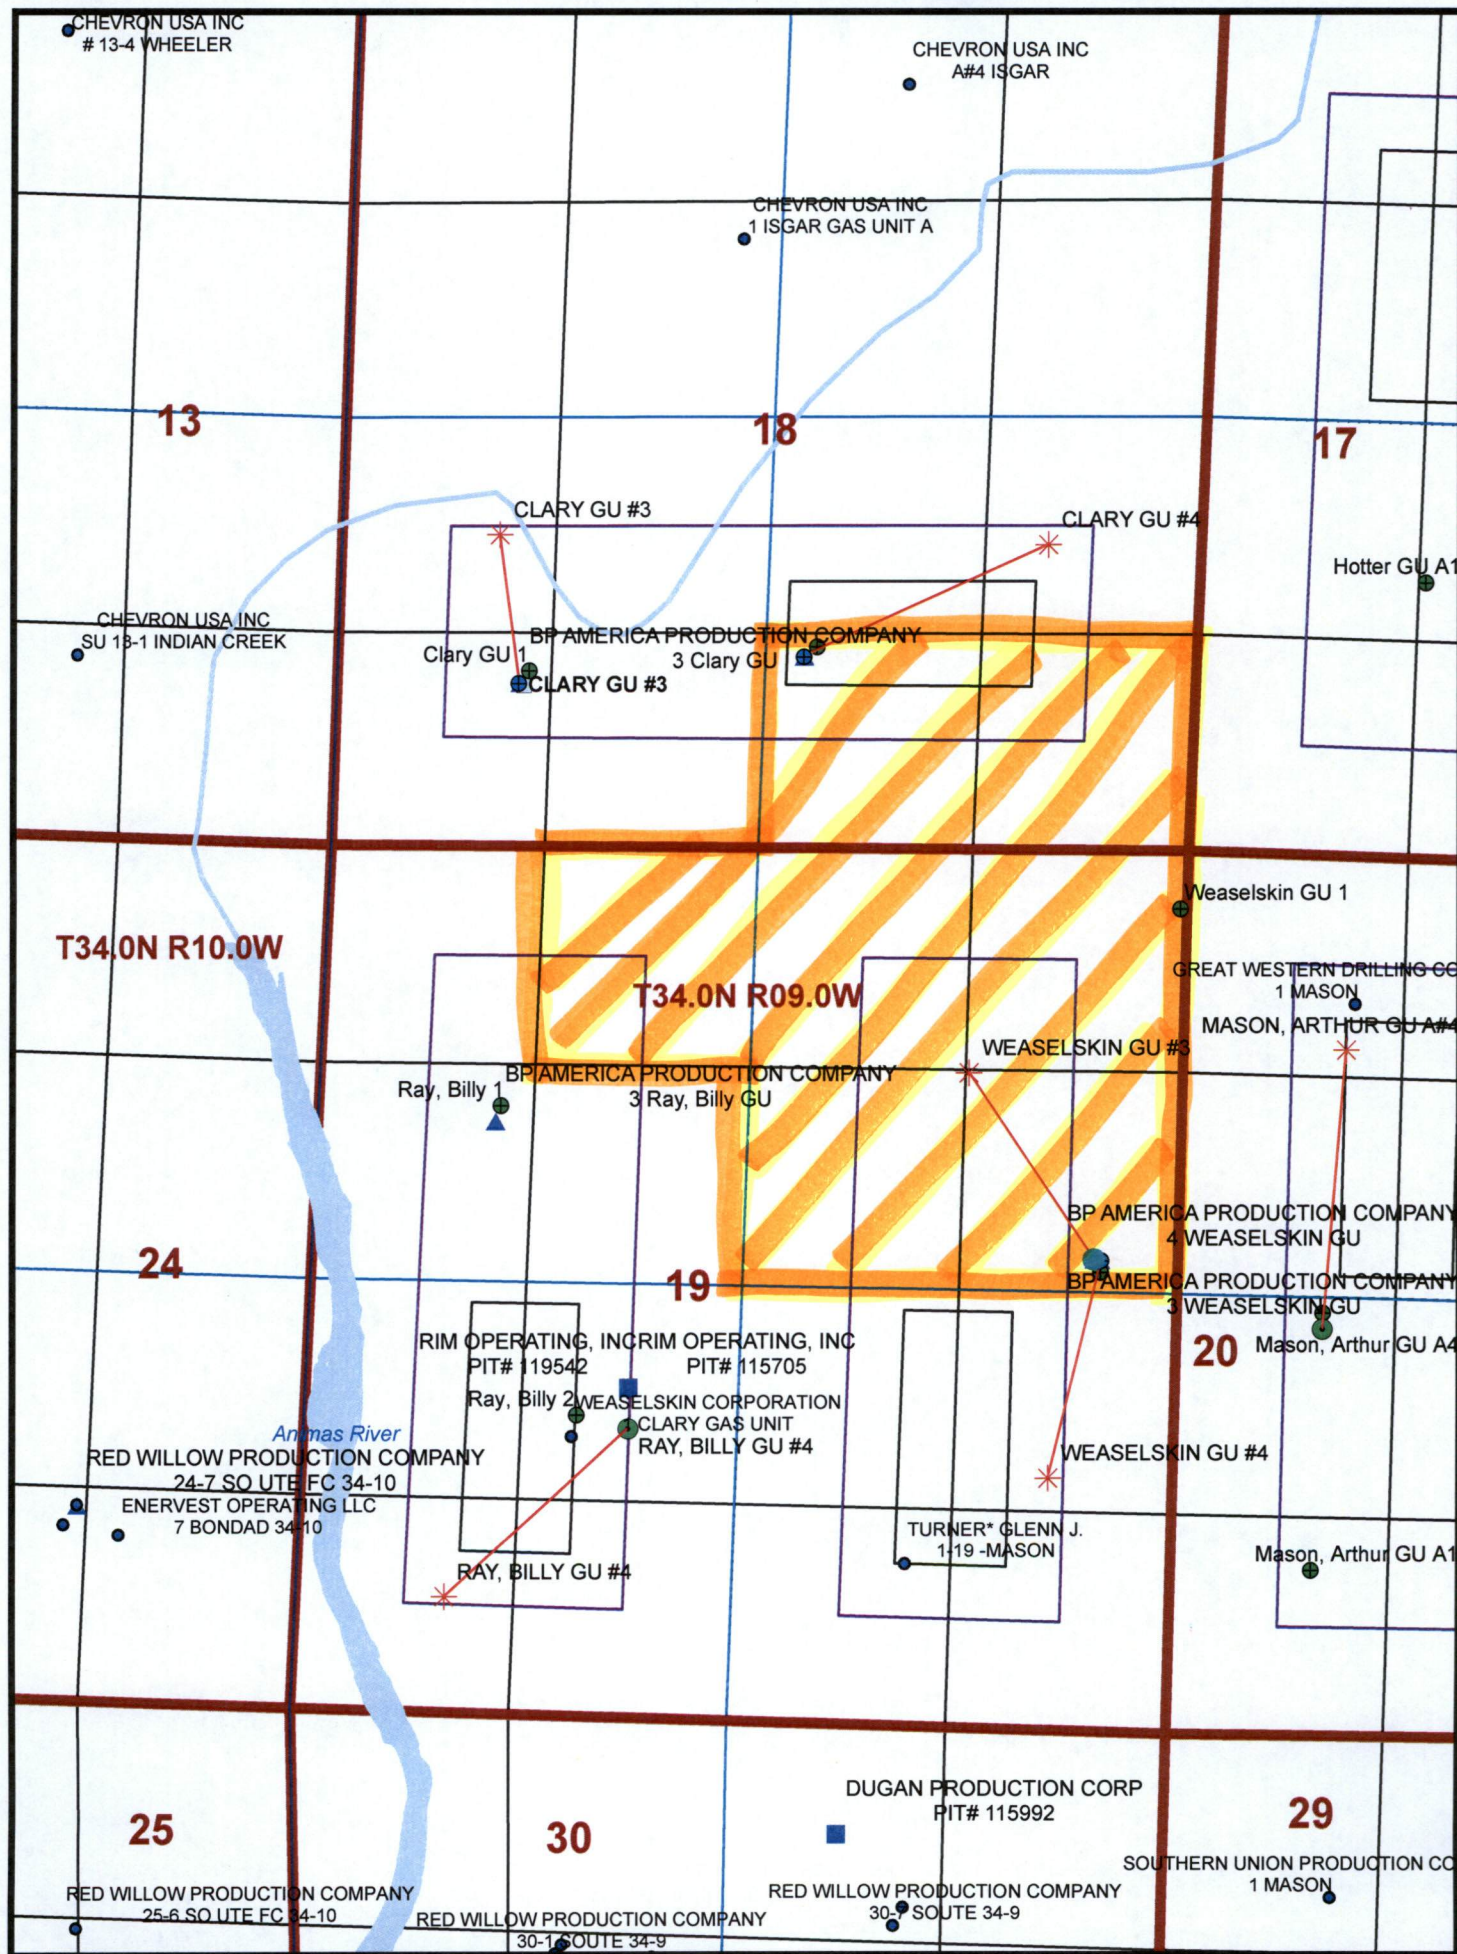 CHEVRON USA INC
# 13-4 WHEELER
CHEVRON USA INC
A#4 ISGAR
CHEVRON USA INC
1 ISGAR GAS UNIT A
13
18
17
CLARY GU #3
CLARY GU #4
Hotter GU A1
CHEVRON USA INC
SU 13-1 INDIAN CREEK
BP AMERICA PRODUCTION COMPANY
3 Clary GU
Clary GU 1
CLARY GU #3
Weaselskin GU 1
T34.0N R10.0W
T34.0N R09.0W
GREAT WESTERN DRILLING CO
1 MASON
MASON, ARTHUR GU A#4
WEASELSKIN GU #3
BP AMERICA PRODUCTION COMPANY
3 Ray, Billy GU
Ray, Billy 1
BP AMERICA PRODUCTION COMPANY
4 WEASELSKIN GU
24
19
BP AMERICA PRODUCTION COMPANY
3 WEASELSKIN GU
20
Mason, Arthur GU A4
RIM OPERATING, INC
PIT# 119542
RIM OPERATING, INC
PIT# 115705
Ray, Billy 2
WEASELSKIN CORPORATION
CLARY GAS UNIT
RAY, BILLY GU #4
Animas River
RED WILLOW PRODUCTION COMPANY
24-7 SO UTE FC 34-10
WEASELSKIN GU #4
ENERVEST OPERATING LLC
7 BONDAD 34-10
TURNER* GLENN J.
1-19 -MASON
Mason, Arthur GU A1
RAY, BILLY GU #4
DUGAN PRODUCTION CORP
PIT# 115992
25
30
29
SOUTHERN UNION PRODUCTION CO
1 MASON
RED WILLOW PRODUCTION COMPANY
25-6 SO UTE FC 34-10
RED WILLOW PRODUCTION COMPANY
30-7 SOUTE 34-9
RED WILLOW PRODUCTION COMPANY
30-1 SOUTE 34-9